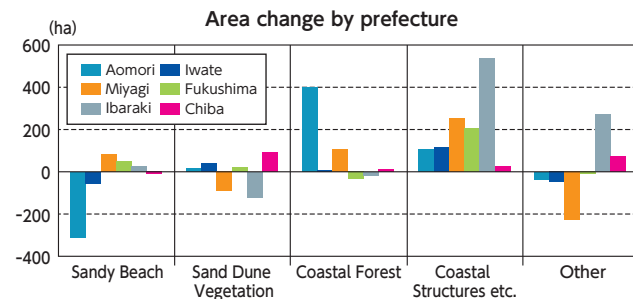 Area change by prefecture
(ha)
600
400
200
0
-200
-400
Aomori Iwate
Miyagi Fukushima
Ibaraki Chiba
Sandy Beach
Sand Dune
Vegetation
Coastal Forest
Coastal
Structures etc.
Other